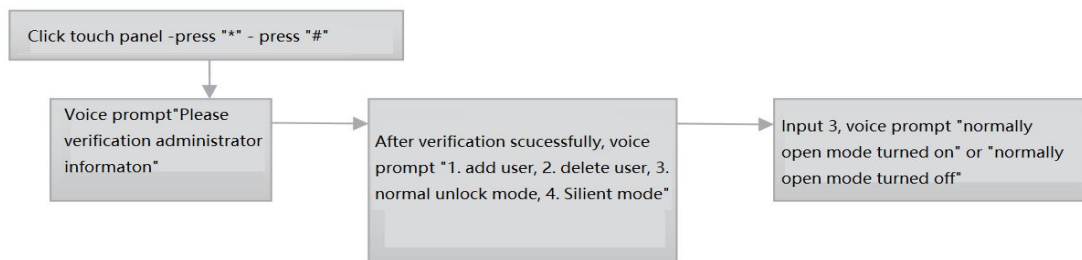 Click touch panel -press "*" - press "#"
Voice prompt"Please
verification administrator
informaton"
After verification scucessfully, voice
prompt "1. add user, 2. delete user, 3.
normal unlock mode, 4. Silient mode"
Input 3, voice prompt "normally
open mode turned on" or "normally
open mode turned off"